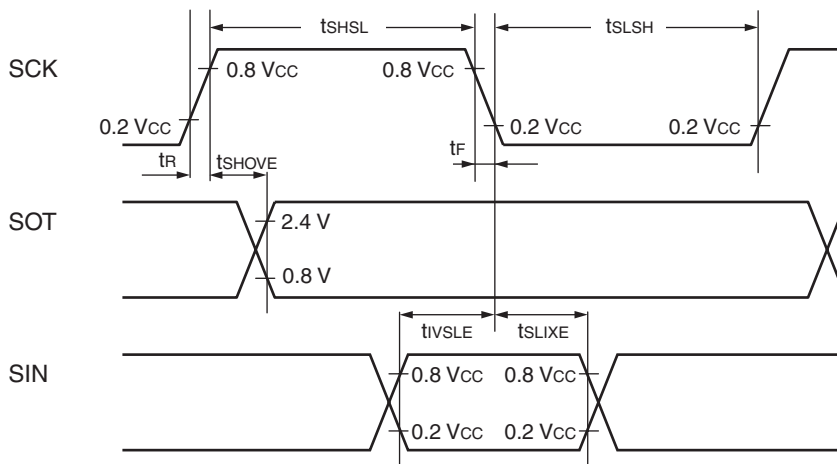 tSHSL
tSLSH
SCK
0.8 VCC
0.8 VCC
0.2 VCC
0.2 VCC
0.2 VCC
tR
tSHOVE
tF
SOT
2.4 V
0.8 V
tIVSLE
tSLIXE
SIN
0.8 VCC
0.8 VCC
0.2 VCC
0.2 VCC